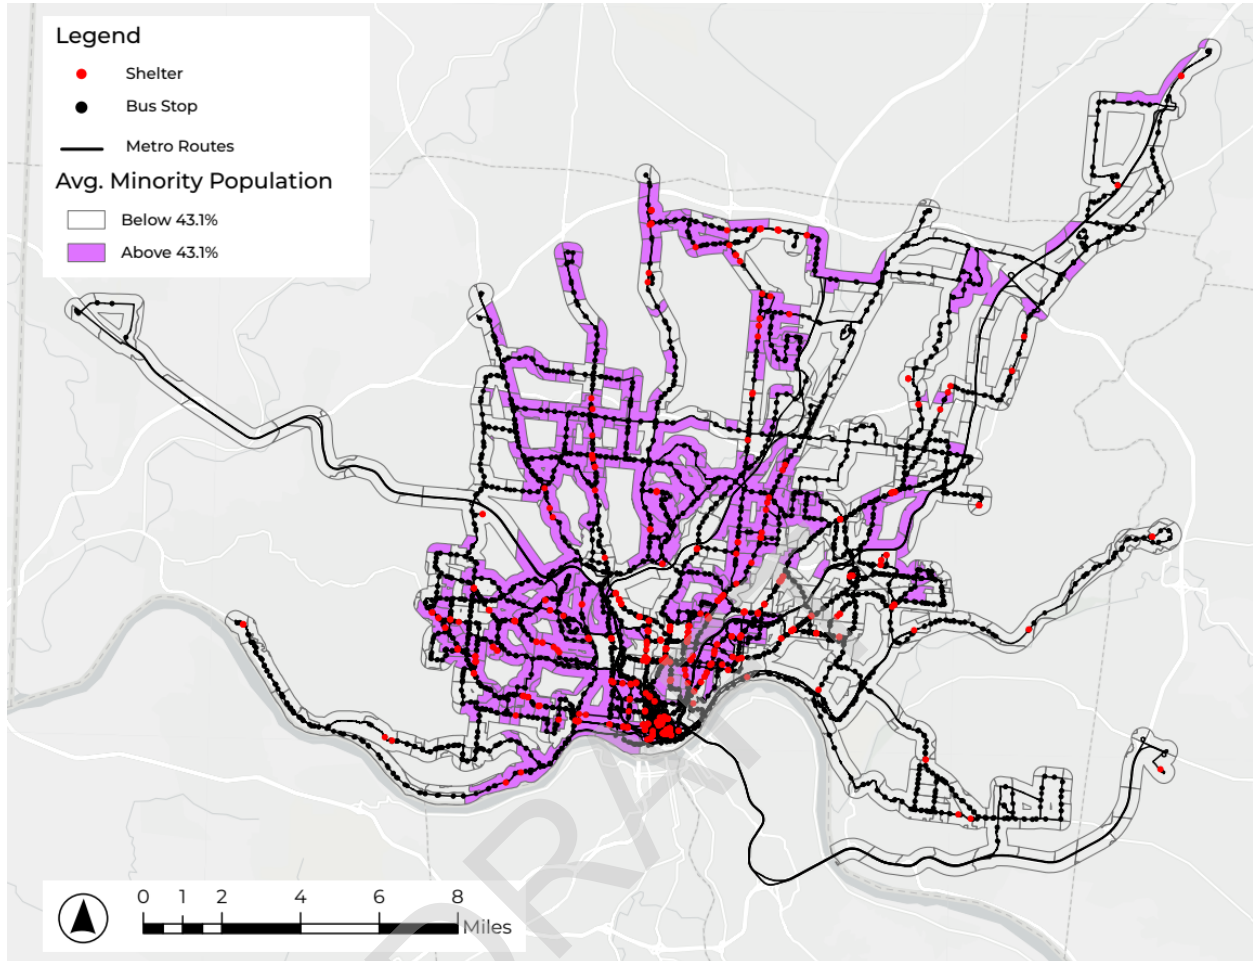 Legend
Shelter
Bus Stop
Metro Routes
Avg. Minority Population
Below 43.1%
Above 43.1%
0 1 2 4 6 8
Miles
DRAFT